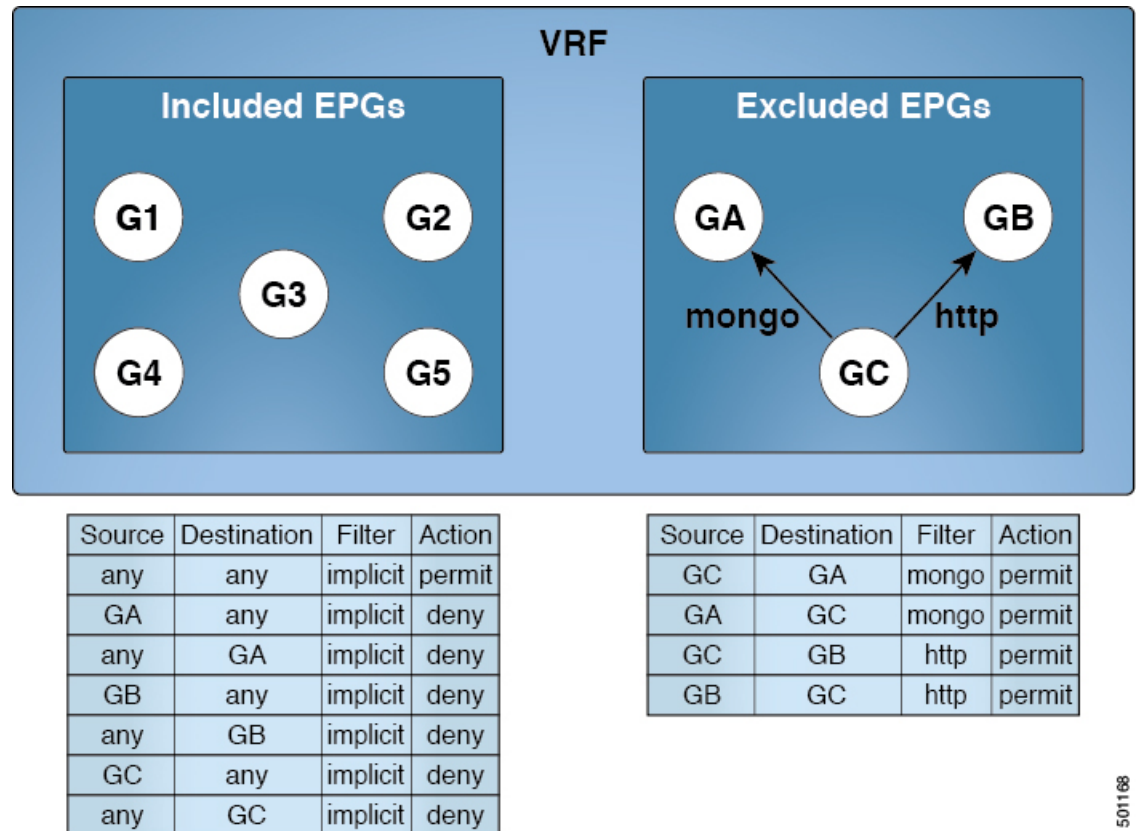 VRF
Included EPGs
G1
G2
G3
G4
G5
Excluded EPGs
GA
GB
mongo
http
GC
Source Destination Filter Action
any any implicit permit
GA any implicit deny
any GA implicit deny
GB any implicit deny
any GB implicit deny
GC any implicit deny
any GC implicit deny
Source Destination Filter Action
GC GA mongo permit
GA GC mongo permit
GC GB http permit
GB GC http permit
501168